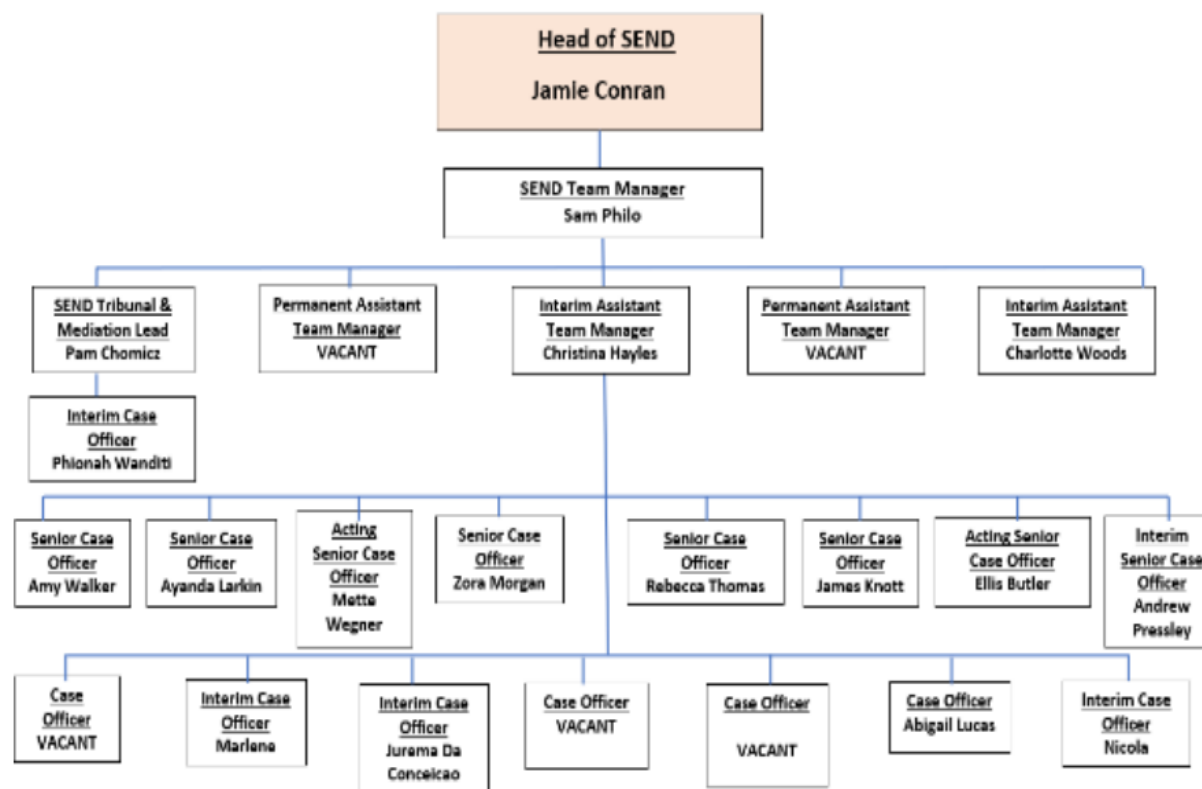 Head of SEND
Jamie Conran
SEND Team Manager
Sam Philo
SEND Tribunal &
Mediation Lead
Pam Chomicz
Permanent Assistant
Team Manager
VACANT
Interim Assistant
Team Manager
Christina Hayles
Permanent Assistant
Team Manager
VACANT
Interim Assistant
Team Manager
Charlotte Woods
Interim Case
Officer
Phionah Wanditi
Senior Case
Officer
Amy Walker
Senior Case
Officer
Ayanda Larkin
Acting
Senior Case
Officer
Mette
Wegner
Senior Case
Officer
Zora Morgan
Senior Case
Officer
Rebecca Thomas
Senior Case
Officer
James Knott
Acting Senior
Case Officer
Ellis Butler
Interim
Senior Case
Officer
Andrew
Pressley
Case
Officer
VACANT
Interim Case
Officer
Marlene
Interim Case
Officer
Jurema Da
Conceicao
Case Officer
VACANT
Case Officer
VACANT
Case Officer
Abigail Lucas
Interim Case
Officer
Nicola